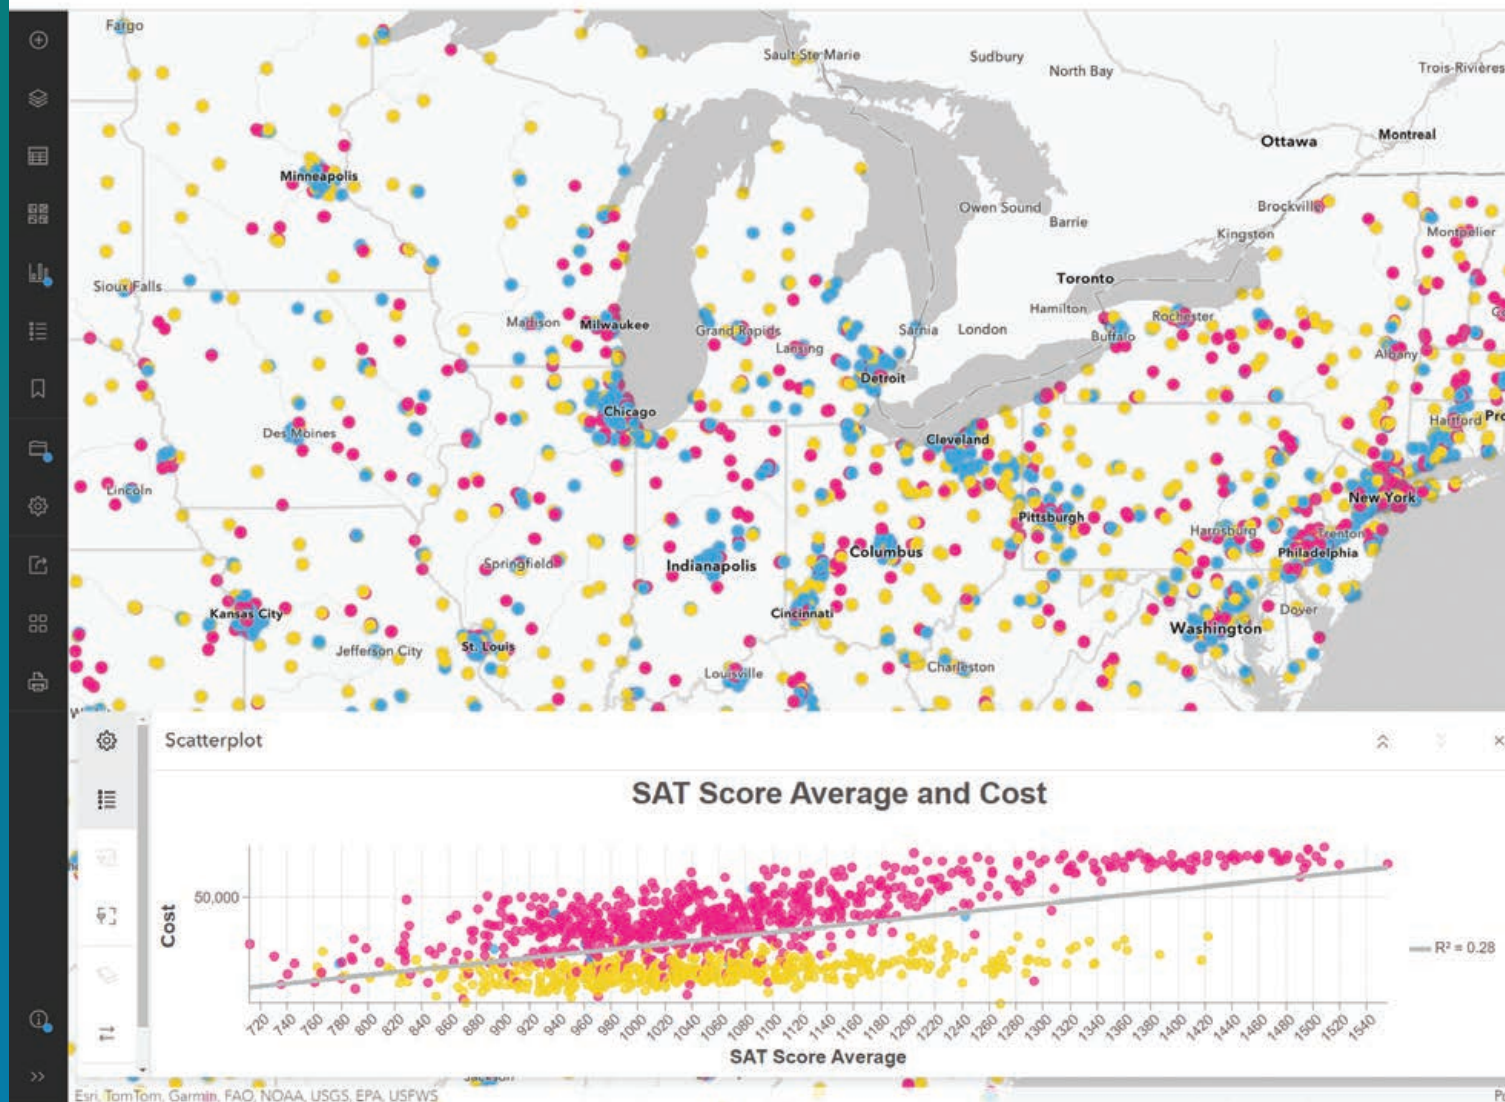 Fargo
Sault Ste Marie
Sudbury
North Bay
Trois-Rivières
Ottawa
Montreal
Minneapolis
Owen Sound
Barrie
Brockville
Kingston
Montpelier
Sioux Falls
Toronto
Hamilton
Madison
Milwaukee
Grand Rapids
Lansing
Sarnia
London
Rochester
Buffalo
Albany
Detroit
Chicago
Des Moines
Cleveland
Hartford
Lincoln
New York
Pittsburgh
Harrisburg
Trenton
Springfield
Indianapolis
Columbus
Philadelphia
Kansas City
Cincinnati
Dover
Washington
Jefferson City
St. Louis
Louisville
Charleston
Scatterplot
SAT Score Average and Cost
50,000
Cost
R² = 0.28
720 740 760 780 800 820 840 860 880 900 920 940 960 980 1000 1020 1040 1060 1080 1100 1120 1140 1160 1180 1200 1220 1240 1260 1280 1300 1320 1340 1360 1380 1400 1420 1440 1460 1480 1500 1520 1540
SAT Score Average
Jackson
Esri, TomTom, Garmin, FAO, NOAA, USGS, EPA, USFWS